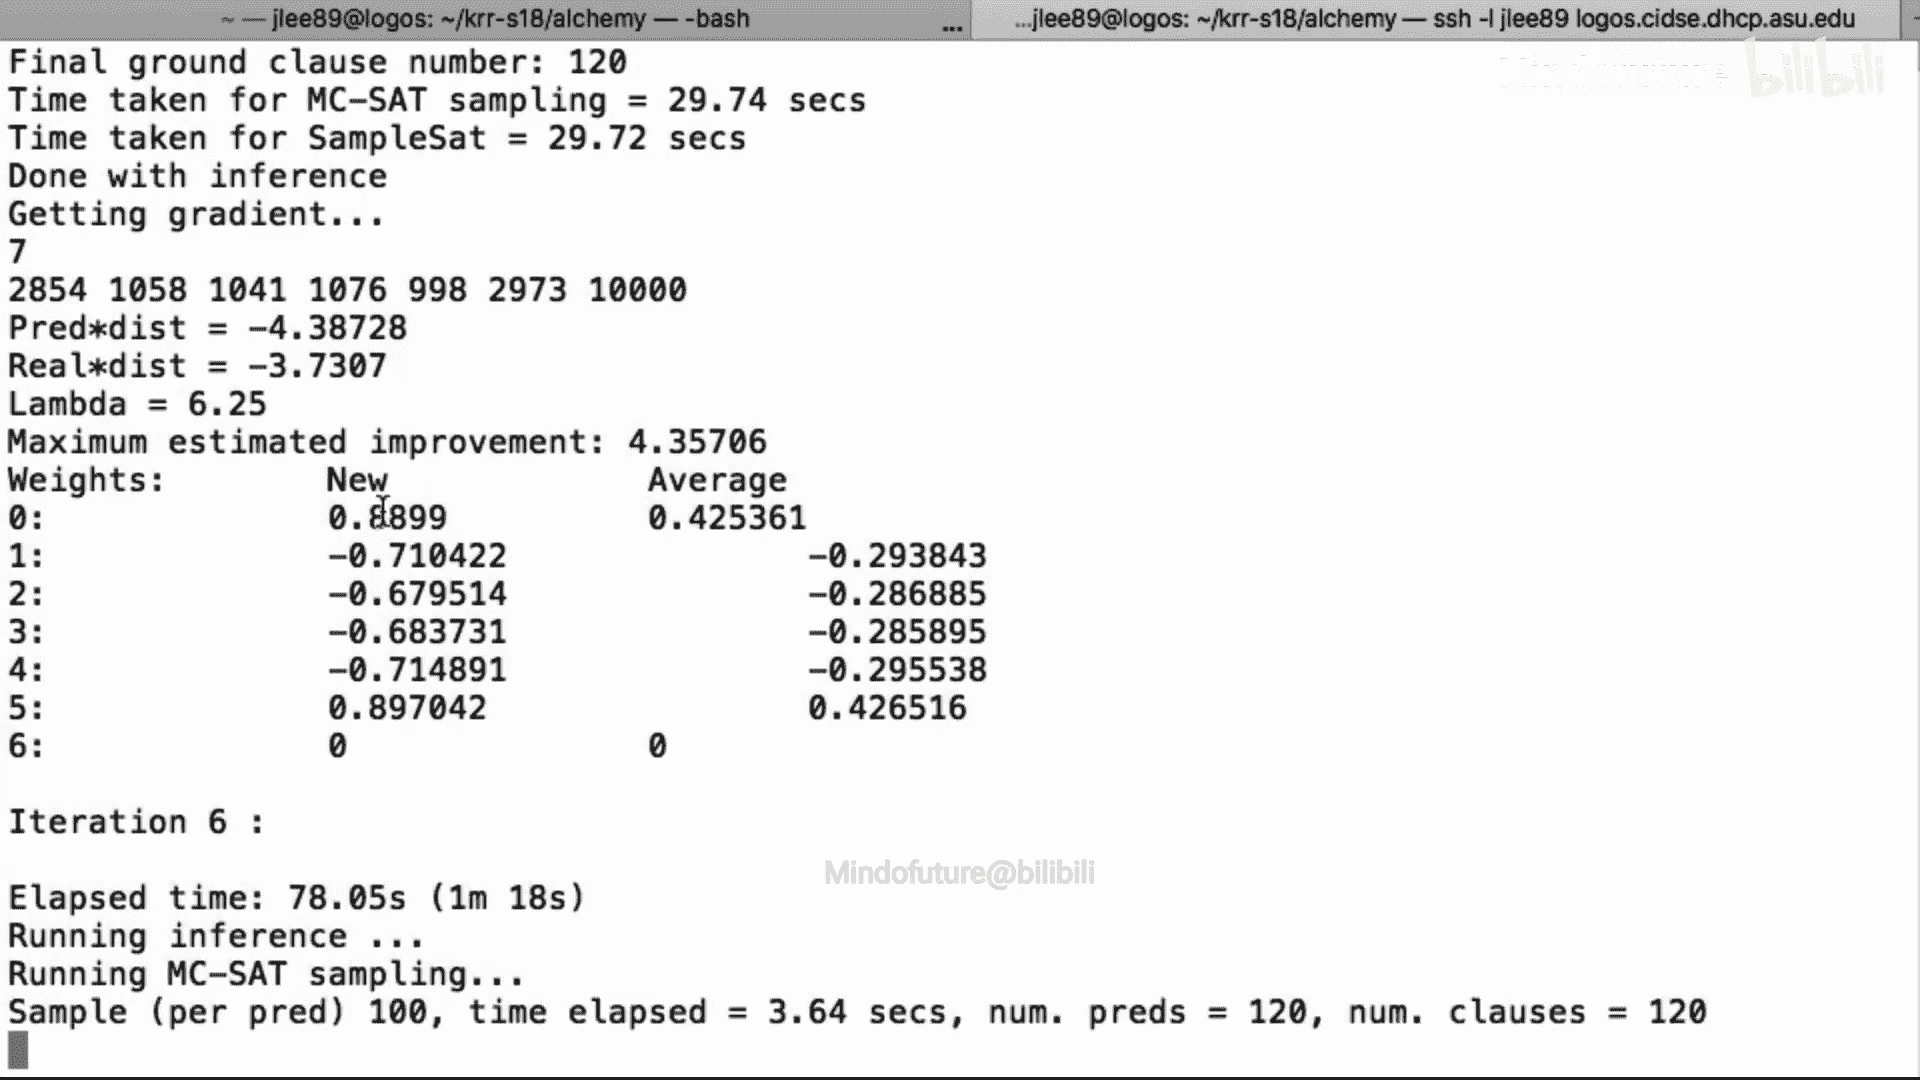 ~ — jlee89@logos: ~/krr-s18/alchemy — -bash
... ...jlee89@logos: ~/krr-s18/alchemy — ssh -l jlee89 logos.cidse.dhcp.asu.edu
bilibili
Final ground clause number: 120
Time taken for MC-SAT sampling = 29.74 secs
Time taken for SampleSat = 29.72 secs
Done with inference
Getting gradient...
7
2854 1058 1041 1076 998 2973 10000
Pred*dist = -4.38728
Real*dist = -3.7307
Lambda = 6.25
Maximum estimated improvement: 4.35706
Weights: New Average
0: 0.8899 0.425361
1: -0.710422 -0.293843
2: -0.679514 -0.286885
3: -0.683731 -0.285895
4: -0.714891 -0.295538
5: 0.897042 0.426516
6: 0 0
Iteration 6 :
Mindofuture@bilibili
Elapsed time: 78.05s (1m 18s)
Running inference ...
Running MC-SAT sampling...
Sample (per pred) 100, time elapsed = 3.64 secs, num. preds = 120, num. clauses = 120